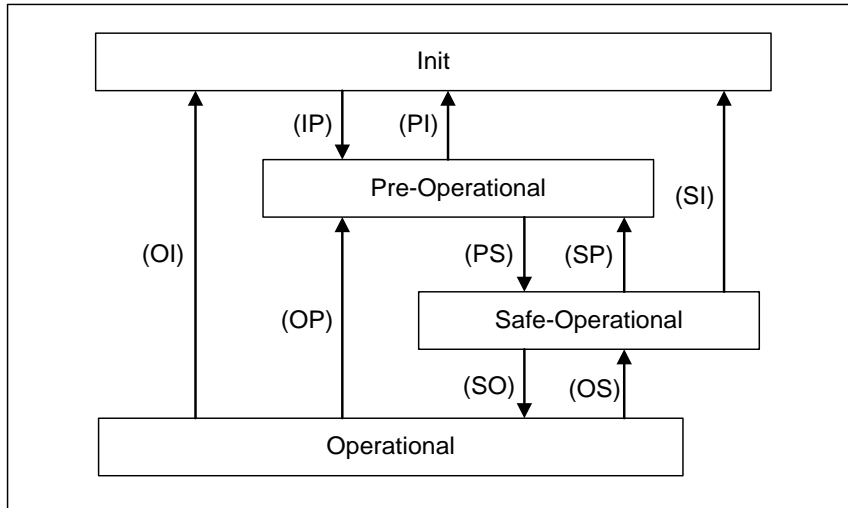 Init
(IP)
(PI)
Pre-Operational
(SI)
(OI)
(PS)
(SP)
(OP)
Safe-Operational
(SO)
(OS)
Operational